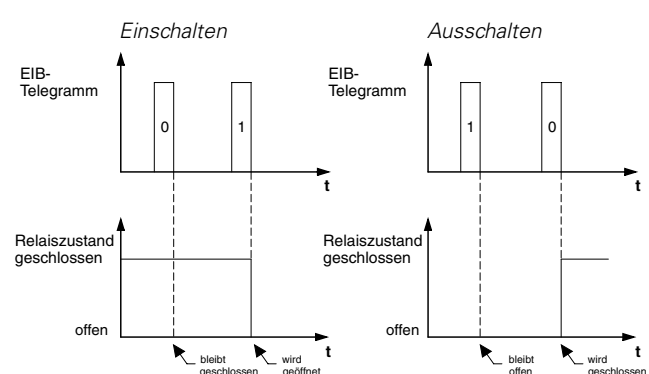 Einschalten
EIB-
Telegramm
0
1
t
Relaiszustand
geschlossen
offen
t
bleibt
geschlossen
wird
geöffnet
Ausschalten
EIB-
Telegramm
1
0
t
Relaiszustand
geschlossen
offen
t
bleibt
offen
wird
geschlossen